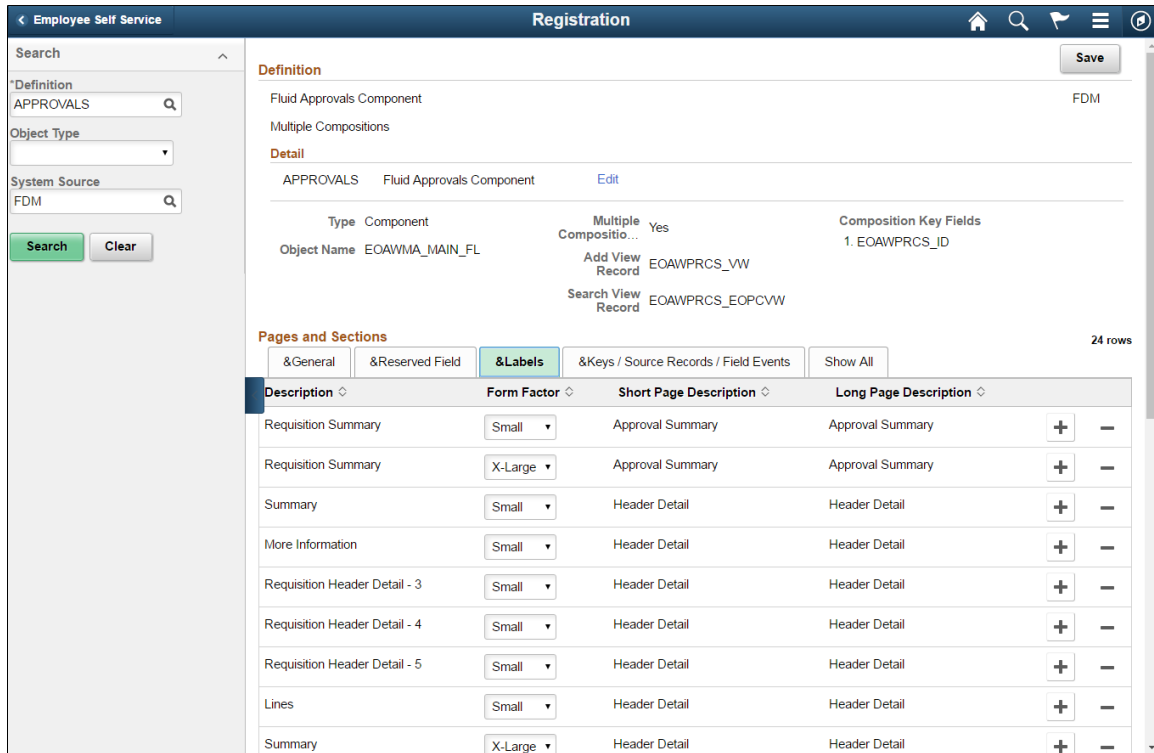 Employee Self Service
Registration
Search
*Definition
APPROVALS
Object Type
System Source
FDM
Search Clear
Save
Definition
Fluid Approvals Component FDM
Multiple Compositions
Detail
APPROVALS Fluid Approvals Component Edit
Type Component
Object Name EOAWMA_MAIN_FL
Multiple
Compositio... Yes
Add View
Record EOAWPRCS_VW
Search View
Record EOAWPRCS_EOPCVW
Composition Key Fields
1. EOAWPRCS_ID
Pages and Sections 24 rows
&General &Reserved Field &Labels &Keys / Source Records / Field Events Show All
Description Form Factor Short Page Description Long Page Description
Requisition Summary Small Approval Summary Approval Summary
Requisition Summary X-Large Approval Summary Approval Summary
Summary Small Header Detail Header Detail
More Information Small Header Detail Header Detail
Requisition Header Detail - 3 Small Header Detail Header Detail
Requisition Header Detail - 4 Small Header Detail Header Detail
Requisition Header Detail - 5 Small Header Detail Header Detail
Lines Small Header Detail Header Detail
Summary X-Large Header Detail Header Detail